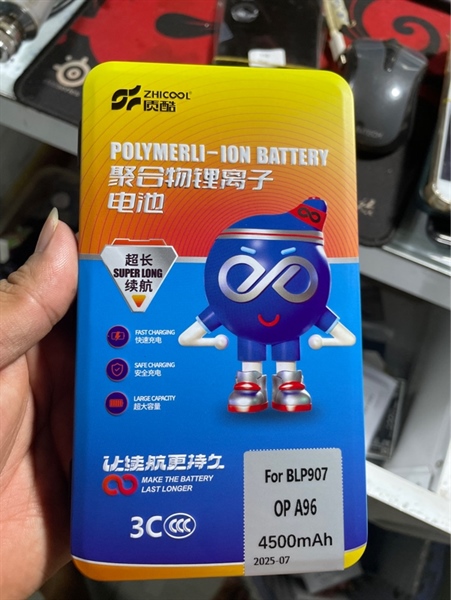 ZHICOOL
质酷
POLYMERLI-ION BATTERY
聚合物锂离子
电池
超长
SUPER LONG
续航
FAST CHARGING
快速充电
SAFE CHARGING
安全充电
LARGE CAPACITY
超大容量
让续航更持久
MAKE THE BATTERY
LAST LONGER
3C CCC
For BLP907
OP A96
4500mAh
2025-07